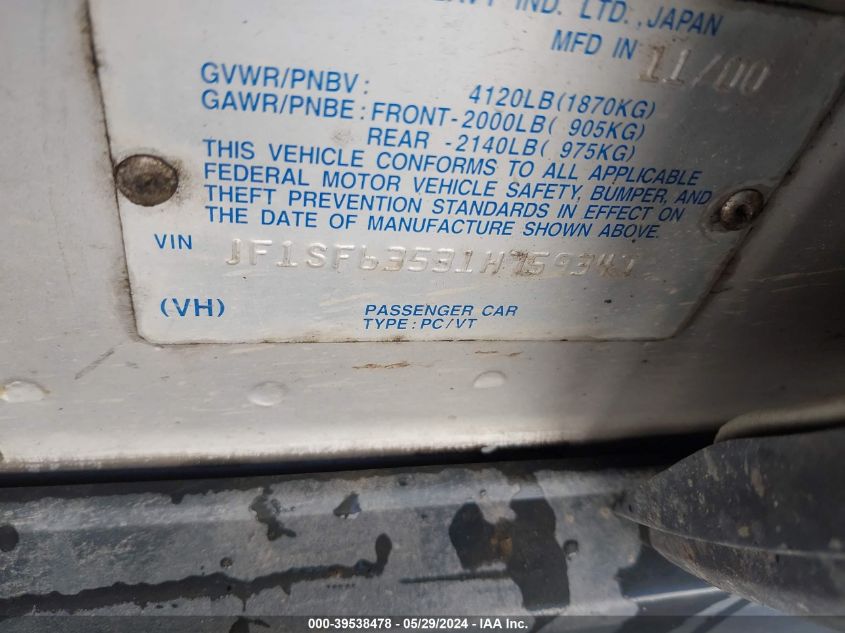 HEAVY IND. LTD.,JAPAN
MFD IN 11/00
GVWR/PNBV: 4120LB(1870KG)
GAWR/PNBE: FRONT-2000LB( 905KG)
REAR -2140LB( 975KG)
THIS VEHICLE CONFORMS TO ALL APPLICABLE
FEDERAL MOTOR VEHICLE SAFETY, BUMPER, AND
THEFT PREVENTION STANDARDS IN EFFECT ON
THE DATE OF MANUFACTURE SHOWN ABOVE.
VIN JF1SF63531H759347
(VH) PASSENGER CAR
TYPE: PC/VT
000-39538478 - 05/29/2024 - IAA Inc.